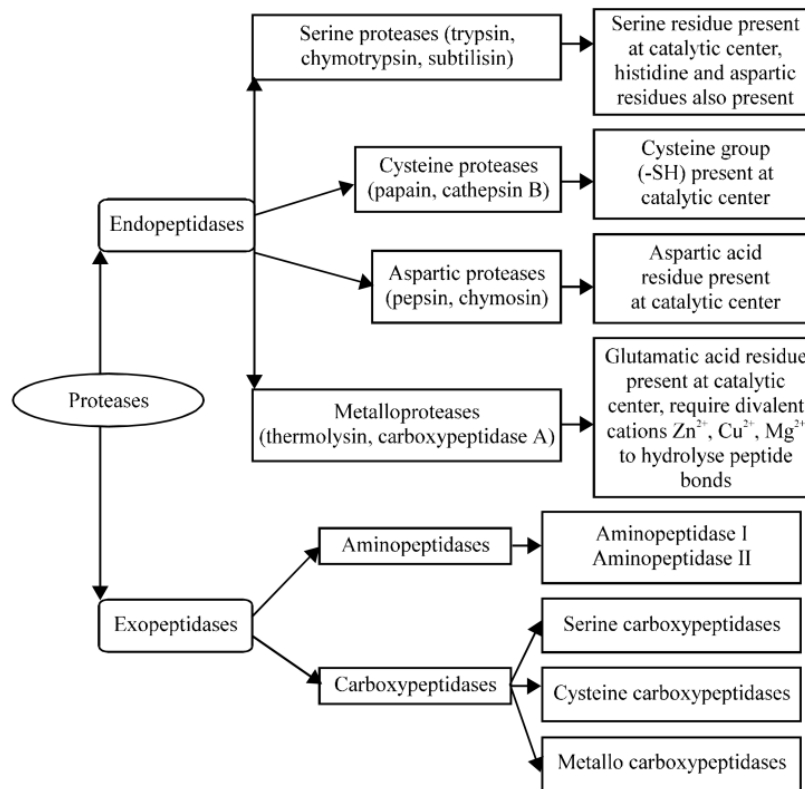 Serine proteases (trypsin,
chymotrypsin, subtilisin)
Serine residue present
at catalytic center,
histidine and aspartic
residues also present
Cysteine proteases
(papain, cathepsin B)
Cysteine group
(-SH) present at
catalytic center
Endopeptidases
Aspartic proteases
(pepsin, chymosin)
Aspartic acid
residue present
at catalytic center
Proteases
Metalloproteases
(thermolysin, carboxypeptidase A)
Glutamatic acid residue
present at catalytic
center, require divalent
cations Zn²⁺, Cu²⁺, Mg²⁺
to hydrolyse peptide
bonds
Aminopeptidases
Aminopeptidase I
Aminopeptidase II
Exopeptidases
Carboxypeptidases
Serine carboxypeptidases
Cysteine carboxypeptidases
Metallo carboxypeptidases